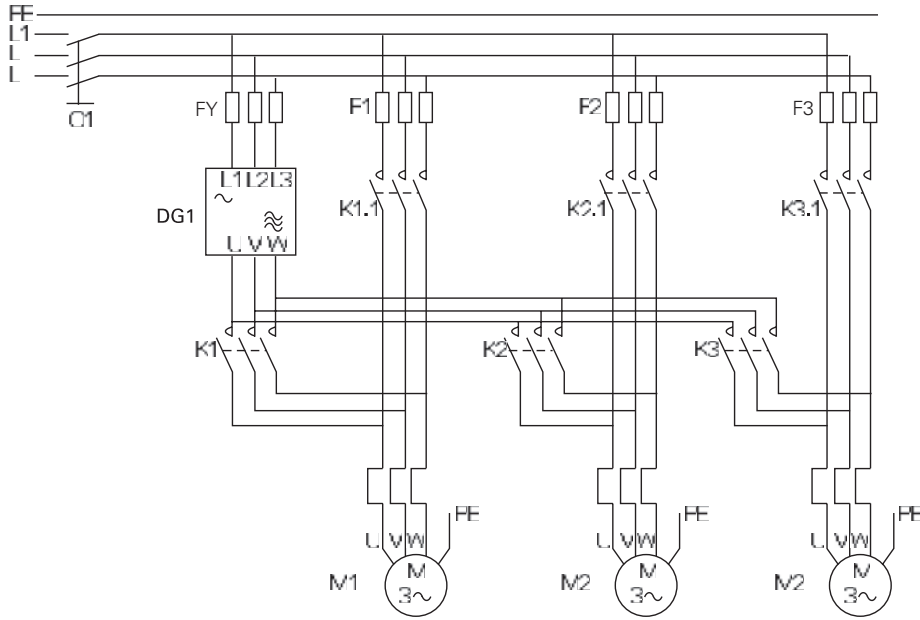 PE
L1
L
L
Q1
FY F1 F2 F3
L1 L2 L3
DG1
U V W
K1.1 K2.1 K3.1
K1 K2 K3
PE PE PE
U V W U V W U V W
M1 M 3~ M2 M 3~ M2 M 3~